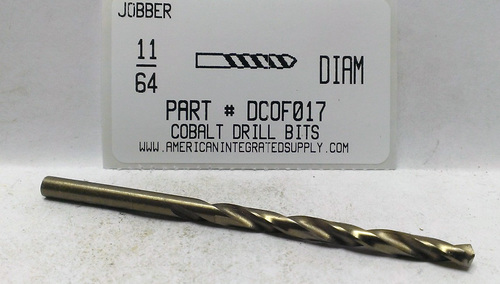 JOBBER
11
64
DIAM
PART # DCOF017
COBALT DRILL BITS
WWW.AMERICANINTEGRATEDSUPPLY.COM